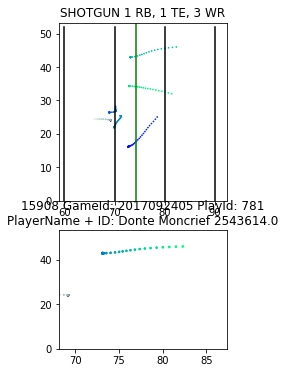 SHOTGUN 1 RB, 1 TE, 3 WR
50
40
30
20
10
0
60 70 80 90
15908 GameId: 2017092405 PlayId: 781
PlayerName + ID: Donte Moncrief 2543614.0
40
20
0
70 75 80 85